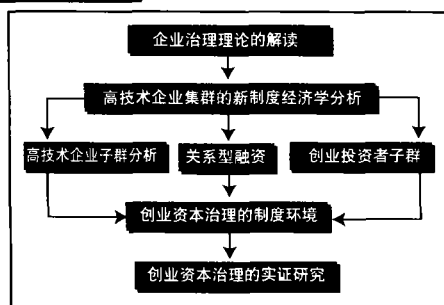 企业治理理论的解读
高技术企业集群的新制度经济学分析
高技术企业子群分析
关系型融资
创业投资者子群
创业资本治理的制度环境
创业资本治理的实证研究